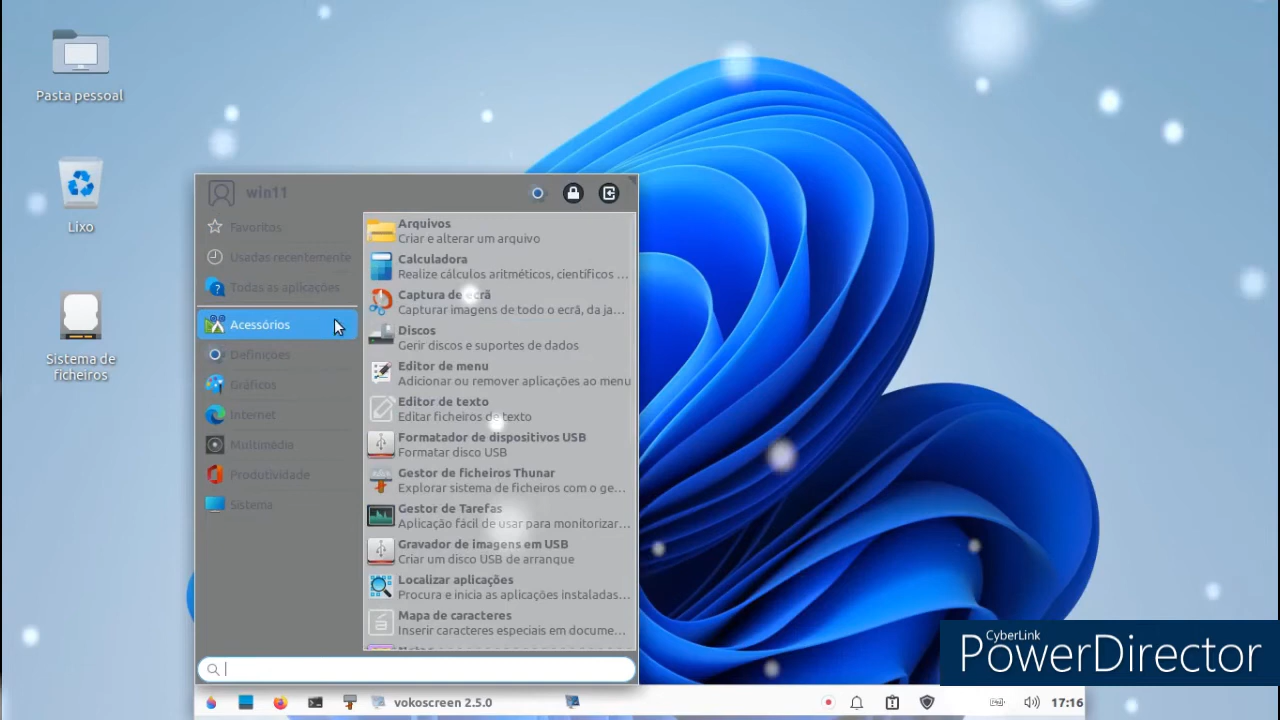 Pasta pessoal
Lixo
Sistema de
ficheiros
win11
Favoritos
Usadas recentemente
Todas as aplicações
Acessórios
Definições
Gráficos
Internet
Multimédia
Produtividade
Sistema
Arquivos
Criar e alterar um arquivo
Calculadora
Realize cálculos aritméticos, científicos ...
Captura de ecrã
Capturar imagens de todo o ecrã, da ja...
Discos
Gerir discos e suportes de dados
Editor de menu
Adicionar ou remover aplicações ao menu
Editor de texto
Editar ficheiros de texto
Formatador de dispositivos USB
Formatar disco USB
Gestor de ficheiros Thunar
Explorar sistema de ficheiros com o ge...
Gestor de Tarefas
Aplicação fácil de usar para monitorizar...
Gravador de imagens em USB
Criar um disco USB de arranque
Localizar aplicações
Procura e inicia as aplicações instaladas...
Mapa de caracteres
Inserir caracteres especiais em docume...
CyberLink
PowerDirector
vokoscreen 2.5.0
17:16